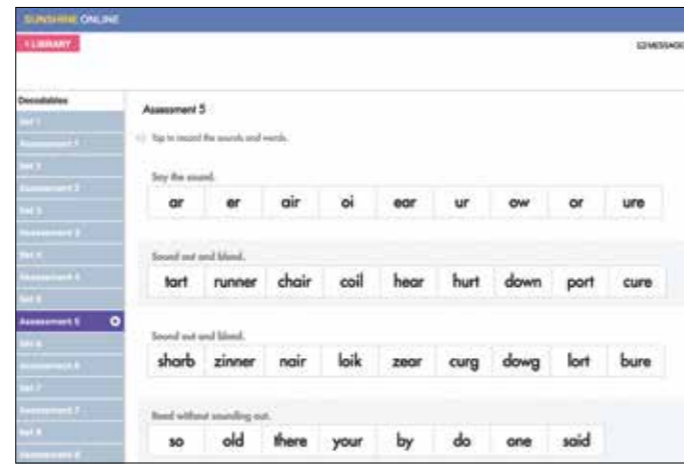 SUNSHINE ONLINE
LIBRARY
MESSAGE
Decodables
Set 1
Assessment 1
Set 2
Assessment 2
Set 3
Assessment 3
Set 4
Assessment 4
Set 5
Assessment 5
Set 6
Assessment 6
Set 7
Assessment 7
Set 8
Assessment 8
Assessment 5
Tap to record the sounds and words.
Say the sound.
ar er air oi ear ur ow or ure
Sound out and blend.
tart runner chair coil hear hurt down port cure
Sound out and blend.
sharb zinner nair loik zear curg dowg lort bure
Read without sounding out.
so old there your by do one said